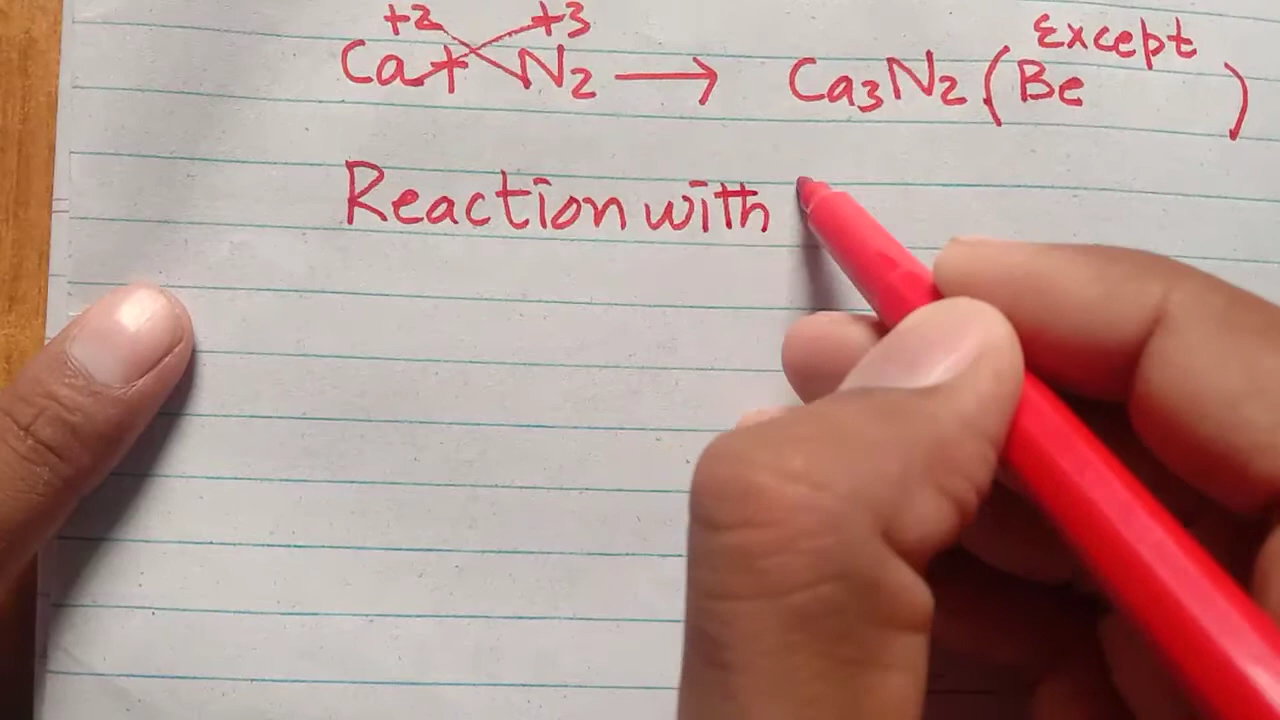 +2 +3 Except
Ca + N2 → Ca3N2 (Be )
Reaction with